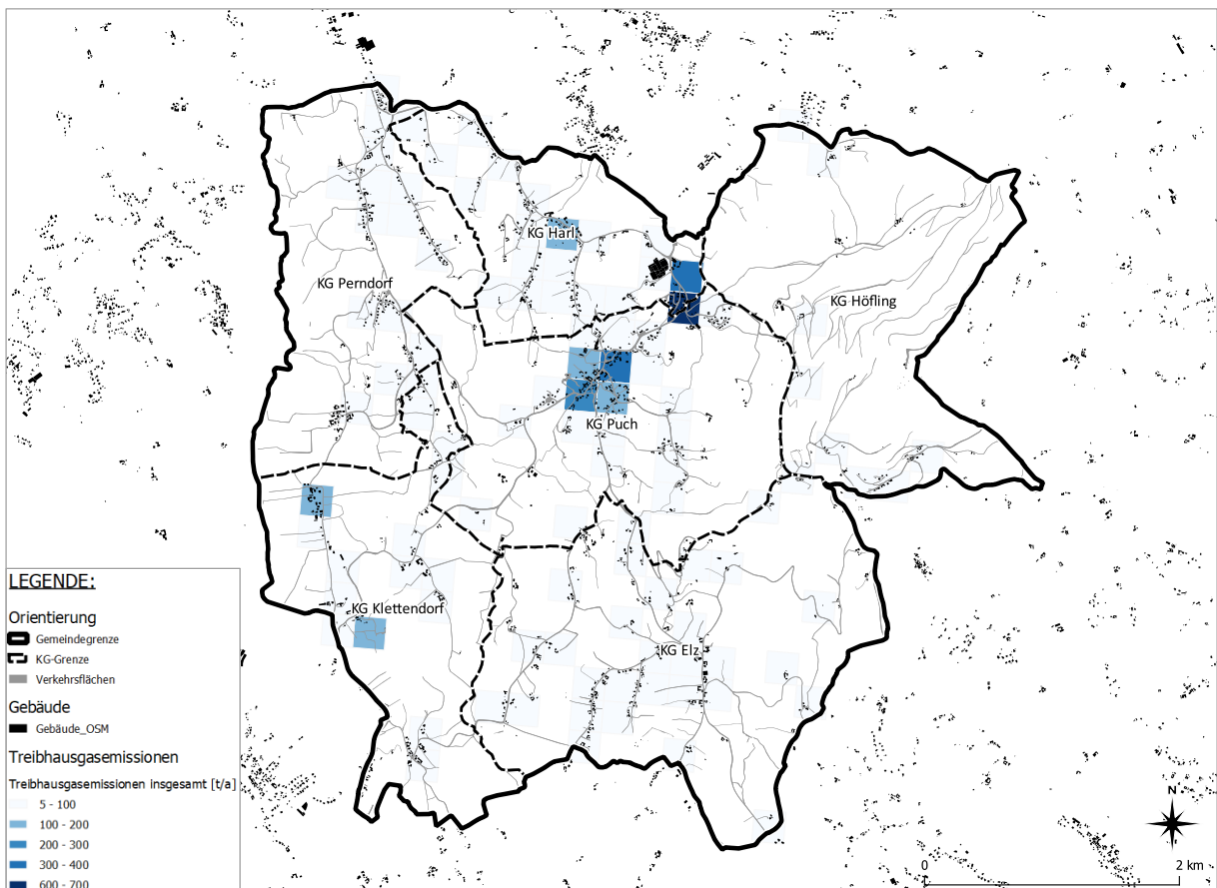 KG Harl
KG Perndorf
KG Höfling
KG Puch
KG Klettendorf
KG Elz
LEGENDE:
Orientierung
Gemeindegrenze
KG-Grenze
Verkehrsflächen
Gebäude
Gebäude_OSM
Treibhausgasemissionen
Treibhausgasemissionen insgesamt [t/a]
5 - 100
100 - 200
200 - 300
300 - 400
600 - 700
N
0 2 km